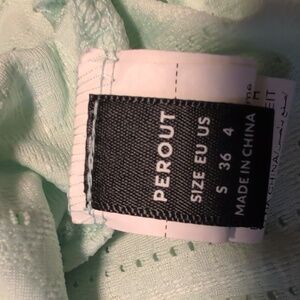 PEROUT
SIZE EU US
S 36 4
MADE IN CHINA